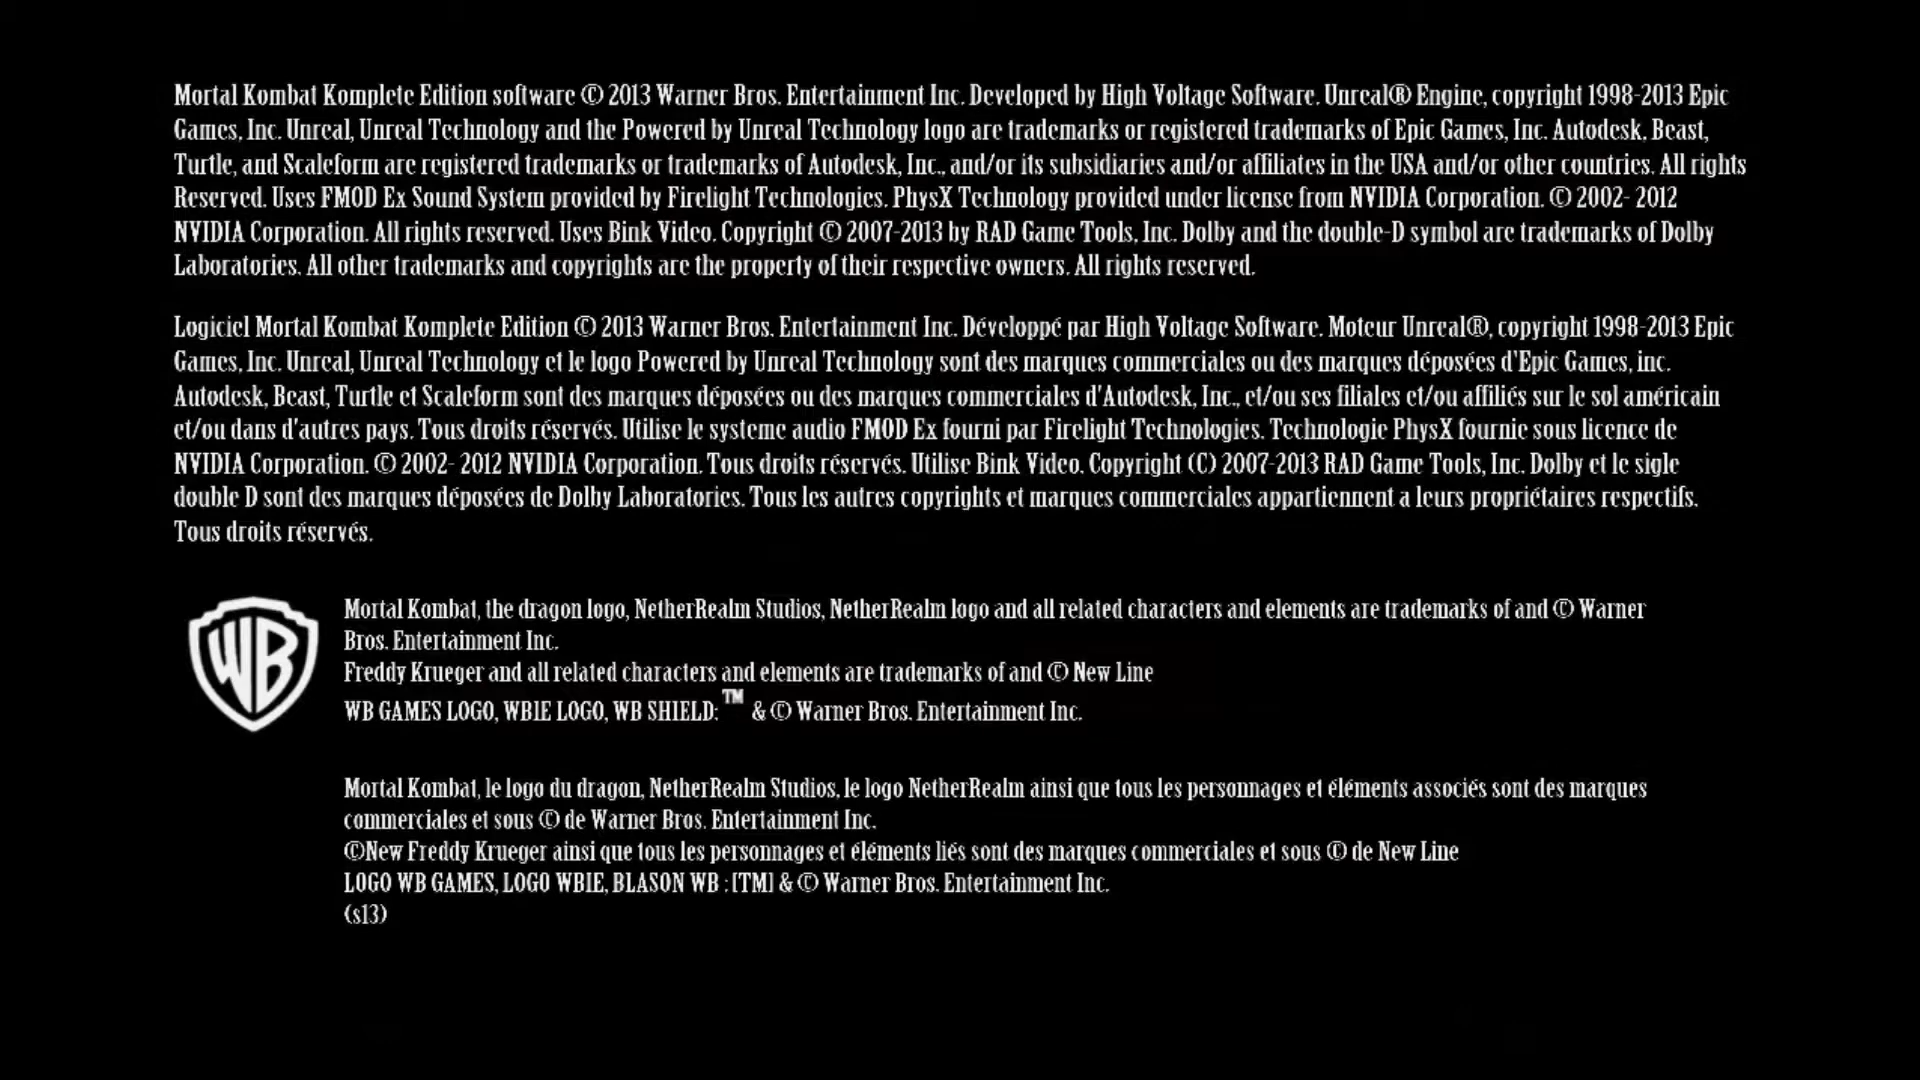 Mortal Kombat Komplete Edition software © 2013 Warner Bros. Entertainment Inc. Developed by High Voltage Software. Unreal® Engine, copyright 1998-2013 Epic
Games, Inc. Unreal, Unreal Technology and the Powered by Unreal Technology logo are trademarks or registered trademarks of Epic Games, Inc. Autodesk, Beast,
Turtle, and Scaleform are registered trademarks or trademarks of Autodesk, Inc., and/or its subsidiaries and/or affiliates in the USA and/or other countries. All rights
Reserved. Uses FMOD Ex Sound System provided by Firelight Technologies. PhysX Technology provided under license from NVIDIA Corporation. © 2002- 2012
NVIDIA Corporation. All rights reserved. Uses Bink Video. Copyright © 2007-2013 by RAD Game Tools, Inc. Dolby and the double-D symbol are trademarks of Dolby
Laboratories. All other trademarks and copyrights are the property of their respective owners. All rights reserved.
Logiciel Mortal Kombat Komplete Edition © 2013 Warner Bros. Entertainment Inc. Développé par High Voltage Software. Moteur Unreal®, copyright 1998-2013 Epic
Games, Inc. Unreal, Unreal Technology et le logo Powered by Unreal Technology sont des marques commerciales ou des marques déposées d'Epic Games, inc.
Autodesk, Beast, Turtle et Scaleform sont des marques déposées ou des marques commerciales d'Autodesk, Inc., et/ou ses filiales et/ou affiliés sur le sol américain
et/ou dans d'autres pays. Tous droits réservés. Utilise le systeme audio FMOD Ex fourni par Firelight Technologies. Technologie PhysX fournie sous licence de
NVIDIA Corporation. © 2002- 2012 NVIDIA Corporation. Tous droits réservés. Utilise Bink Video. Copyright (C) 2007-2013 RAD Game Tools, Inc. Dolby et le sigle
double D sont des marques déposées de Dolby Laboratories. Tous les autres copyrights et marques commerciales appartiennent a leurs propriétaires respectifs.
Tous droits réservés.
WB
Mortal Kombat, the dragon logo, NetherRealm Studios, NetherRealm logo and all related characters and elements are trademarks of and © Warner
Bros. Entertainment Inc.
Freddy Krueger and all related characters and elements are trademarks of and © New Line
WB GAMES LOGO, WBIE LOGO, WB SHIELD: ™ & © Warner Bros. Entertainment Inc.
Mortal Kombat, le logo du dragon, NetherRealm Studios, le logo NetherRealm ainsi que tous les personnages et éléments associés sont des marques
commerciales et sous © de Warner Bros. Entertainment Inc.
©New Freddy Krueger ainsi que tous les personnages et éléments liés sont des marques commerciales et sous © de New Line
LOGO WB GAMES, LOGO WBIE, BLASON WB : [TM] & © Warner Bros. Entertainment Inc.
(s13)